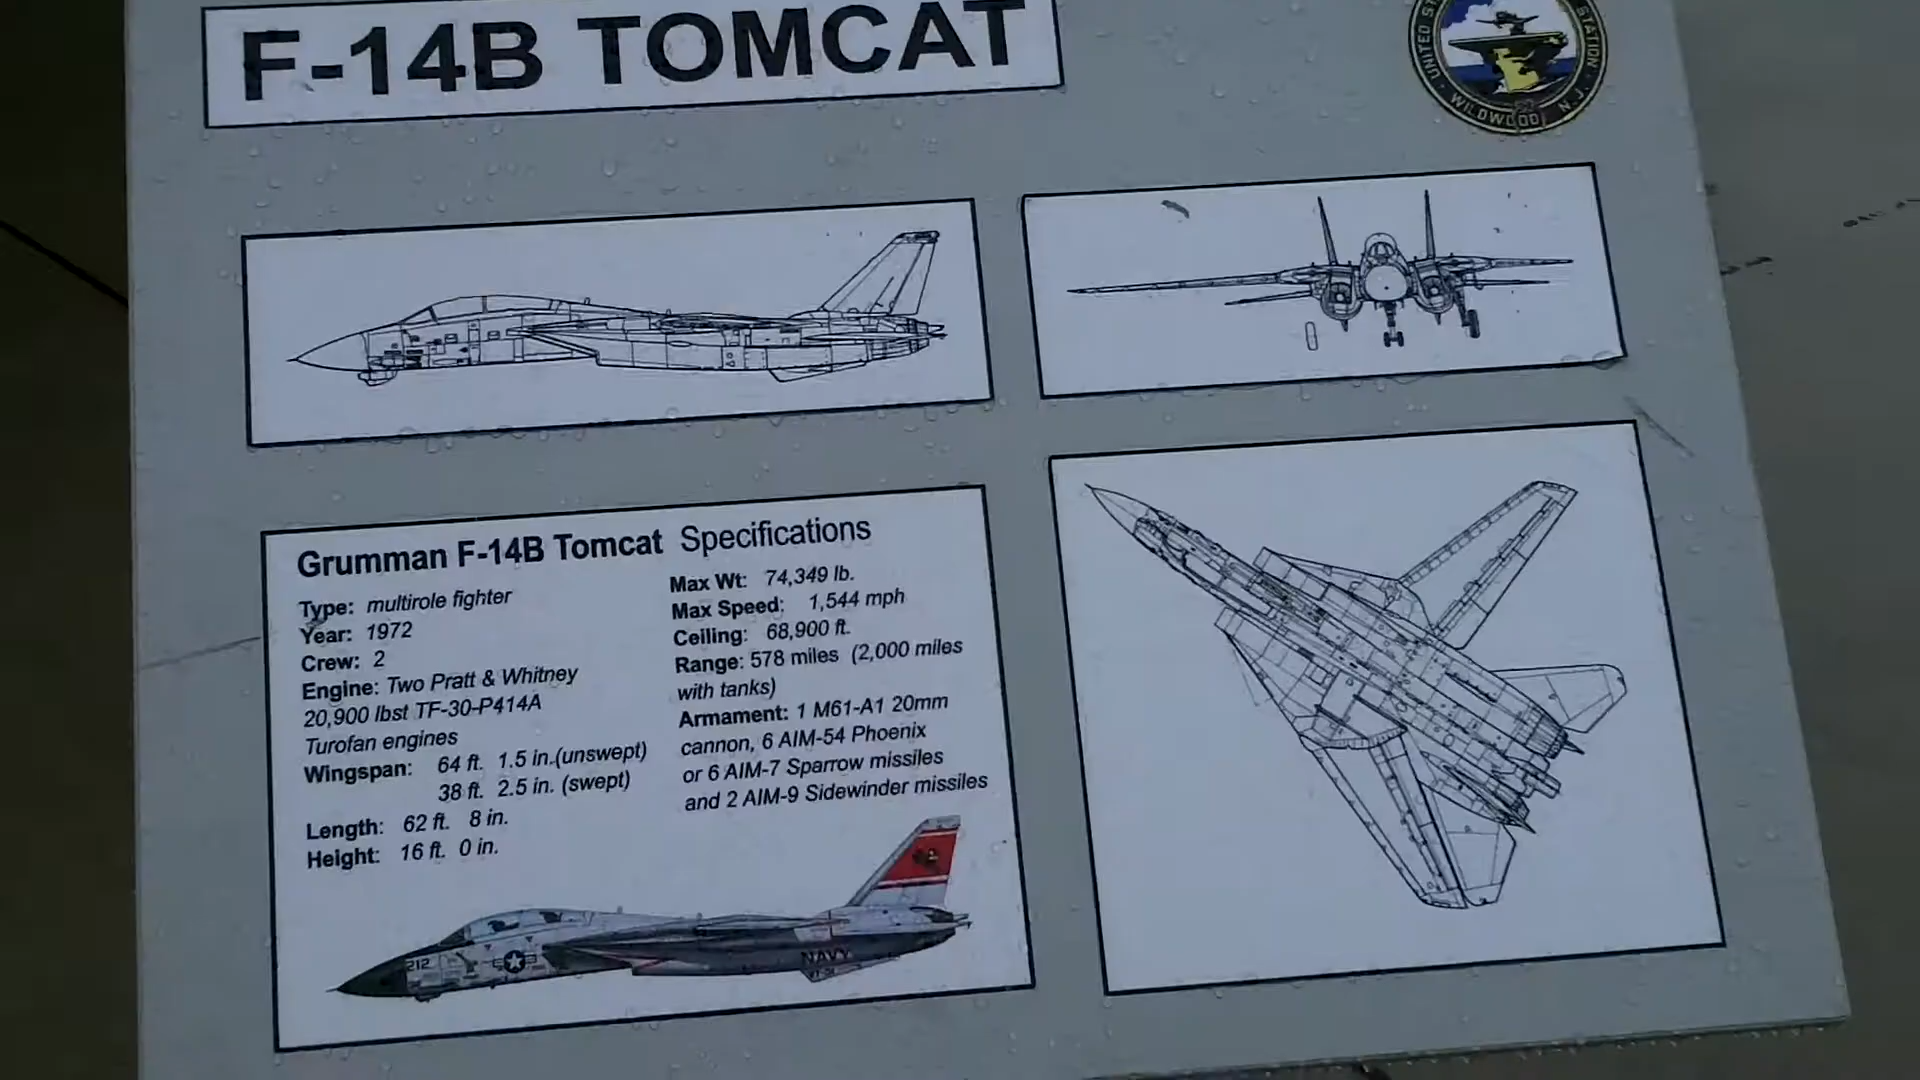 F-14B TOMCAT
UNITED ST
STATION
WILDWOOD N.J.
Grumman F-14B Tomcat Specifications
Type: multirole fighter
Year: 1972
Crew: 2
Engine: Two Pratt & Whitney
20,900 lbst TF-30-P414A
Turofan engines
Wingspan: 64 ft. 1.5 in.(unswept)
38 ft. 2.5 in. (swept)
Length: 62 ft. 8 in.
Height: 16 ft. 0 in.
Max Wt: 74,349 lb.
Max Speed: 1,544 mph
Ceiling: 68,900 ft.
Range: 578 miles (2,000 miles
with tanks)
Armament: 1 M61-A1 20mm
cannon, 6 AIM-54 Phoenix
or 6 AIM-7 Sparrow missiles
and 2 AIM-9 Sidewinder missiles
212
NAVY